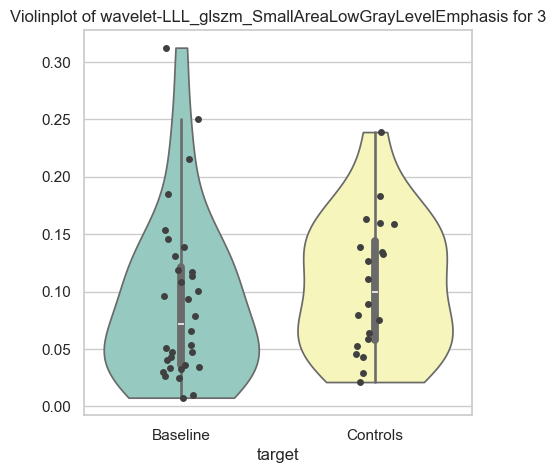 Violinplot of wavelet-LLL_glszm_SmallAreaLowGrayLevelEmphasis for 3
0.30
0.25
0.20
0.15
0.10
0.05
0.00
Baseline Controls
target